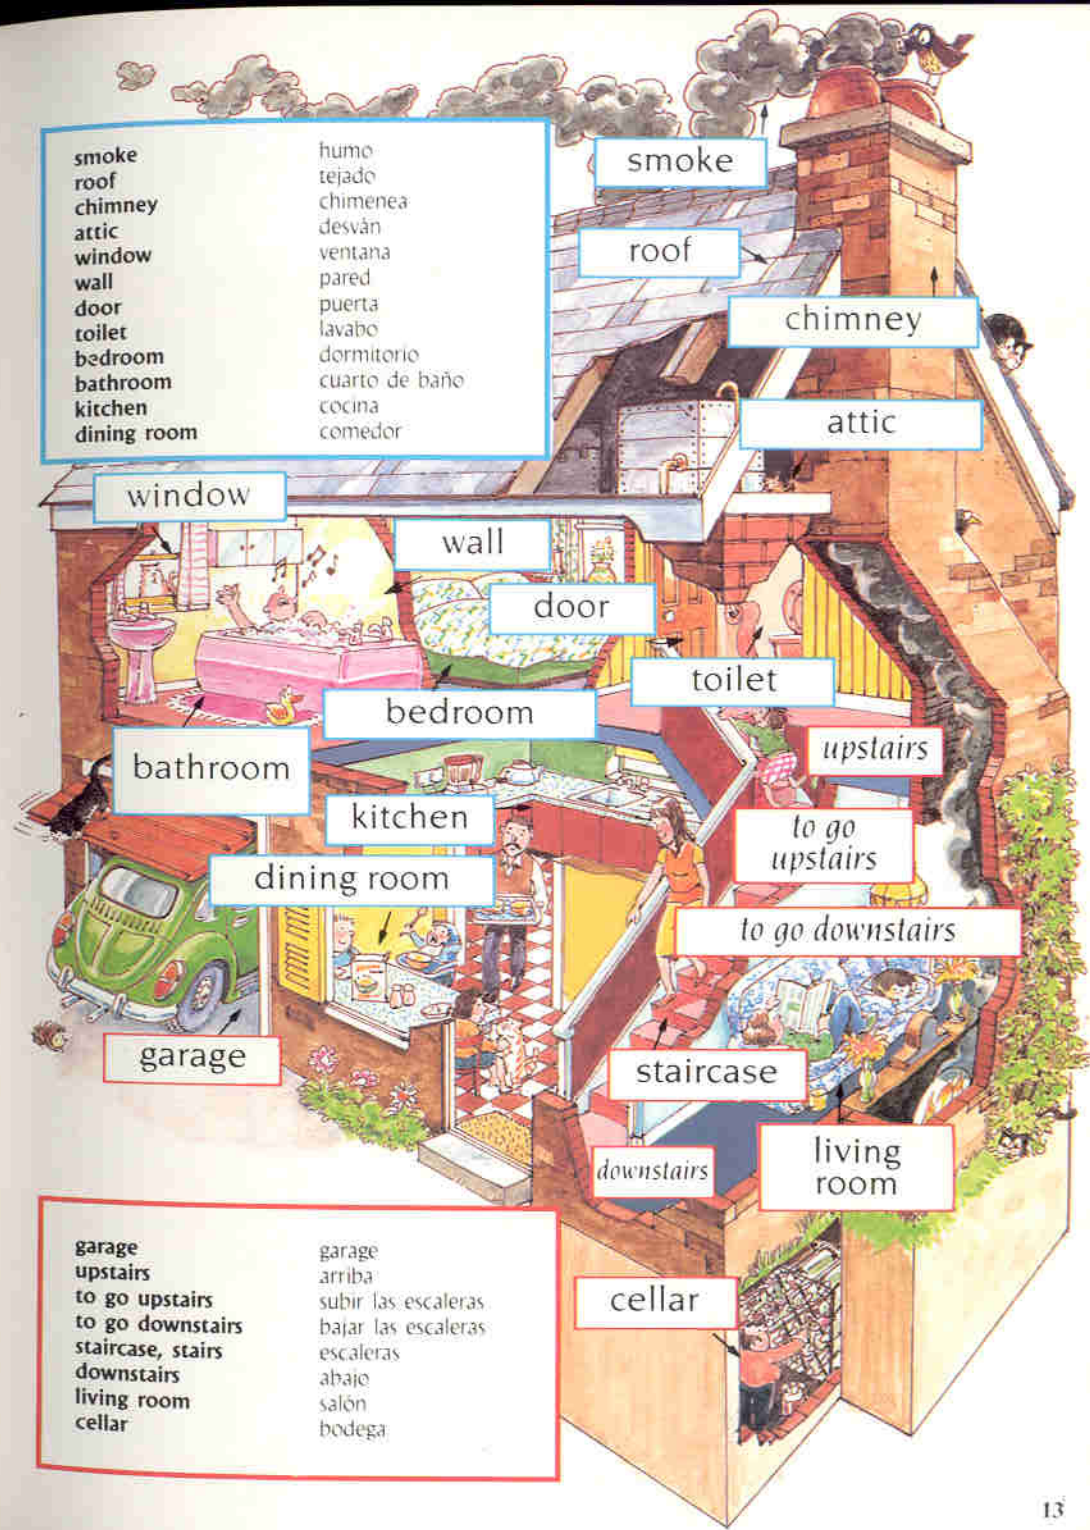 smoke humo
roof tejado
chimney chimenea
attic desván
window ventana
wall pared
door puerta
toilet lavabo
bedroom dormitorio
bathroom cuarto de baño
kitchen cocina
dining room comedor
smoke
roof
chimney
attic
window
wall
door
toilet
bedroom
bathroom
upstairs
kitchen
to go
upstairs
dining room
to go downstairs
garage
staircase
living
room
downstairs
garage garage
upstairs arriba
to go upstairs subir las escaleras
to go downstairs bajar las escaleras
staircase, stairs escaleras
downstairs abajo
living room salón
cellar bodega
cellar
13